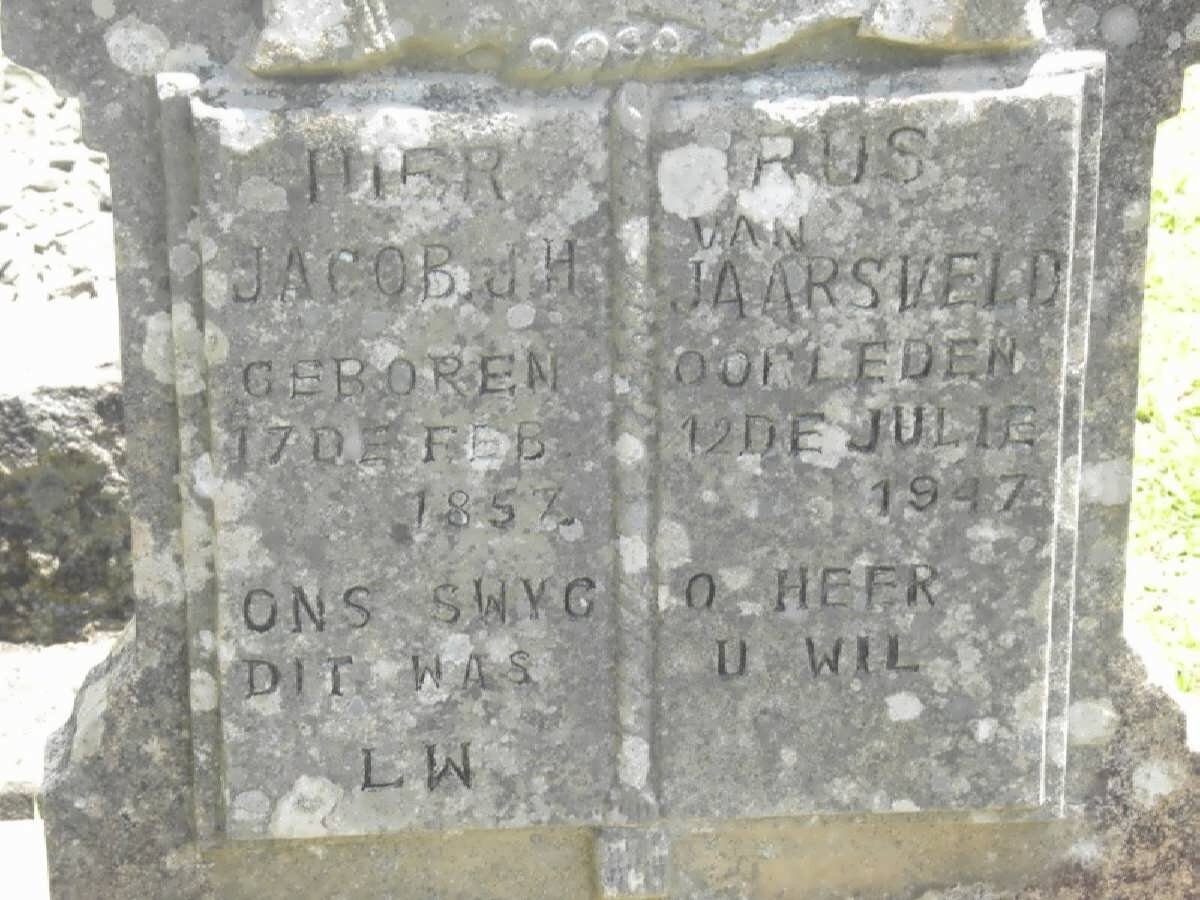 HIER RUS
JACOB. J H VAN JAARSVELD
GEBOREN OORLEDEN
17DE FEB 12DE JULIE
1857. 1947
ONS SWYG O HEER
DIT WAS U WIL
L W